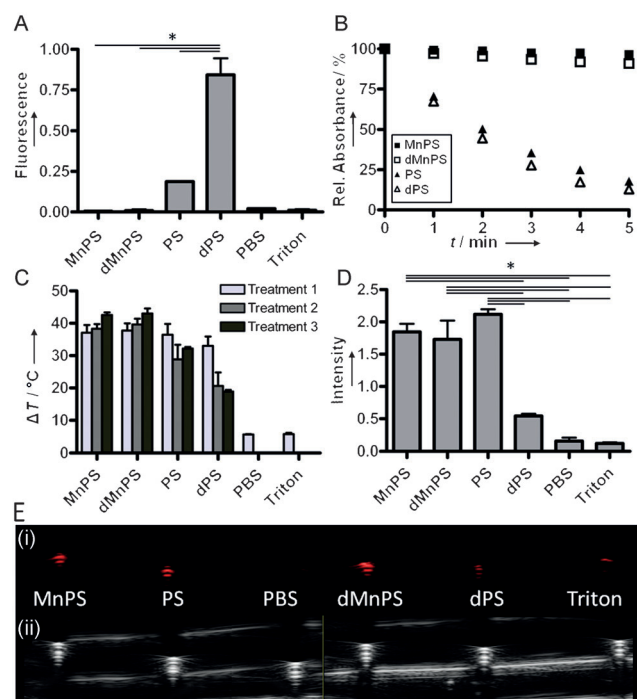 A
*
Fluorescence
1.00
0.75
0.50
0.25
0.00
MnPS
dMnPS
PS
dPS
PBS
Triton
B
Rel. Absorbance/ %
100
75
50
25
0
MnPS
dMnPS
PS
dPS
0 1 2 3 4 5
t / min
C
Treatment 1
Treatment 2
Treatment 3
Δ T / °C
50
40
30
20
10
0
MnPS
dMnPS
PS
dPS
PBS
Triton
D
*
Intensity
2.5
2.0
1.5
1.0
0.5
0.0
MnPS
dMnPS
PS
dPS
PBS
Triton
E
(i)
MnPS PS PBS dMnPS dPS Triton
(ii)